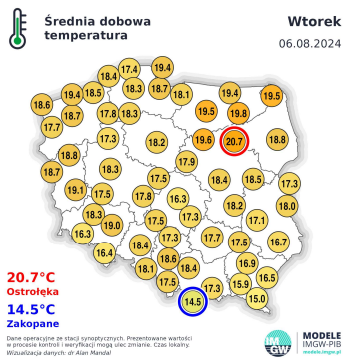 Średnia dobowa
temperatura
Wtorek
06.08.2024
17.4 19.4
18.4
18.6 19.4 18.5 18.3 18.7 18.1 19.4 19.5
18.7 17.8 18.3 19.5 19.8
17.7
17.3 18.2 19.6 20.7 18.8
18.8 17.9
18.7 18.3
19.1 17.5 17.5 18.4 18.5 17.3
17.8 16.3
18.3 18.2 18.0
19.0 17.5 17.3 17.1
16.3
16.4 18.4 17.3 17.7 17.6 16.7
18.6
18.1 18.4 16.9
17.5 17.3 15.9 16.5
14.5 15.0
20.7°C
Ostrołęka
14.5°C
Zakopane
Dane operacyjne ze stacji synoptycznych. Prezentowane wartości
w procesie kontroli i weryfikacji mogą ulec zmianie. Czas lokalny.
Wizualizacja danych: dr Alan Mandal
IM
GW
MODELE
IMGW-PIB
modele.imgw.pl